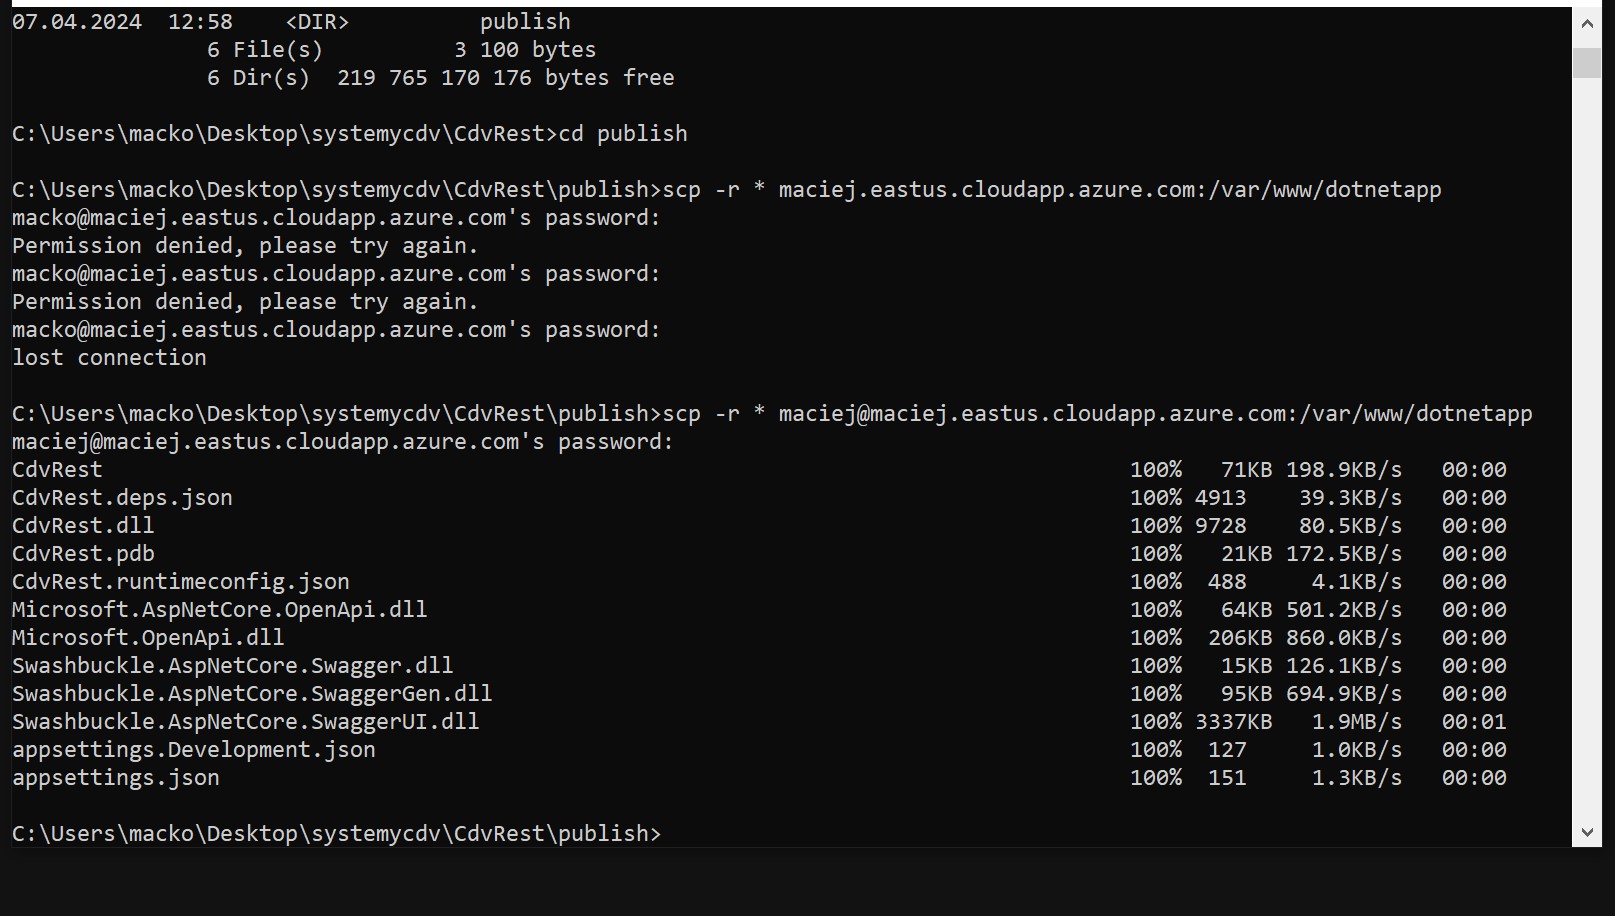 07.04.2024  12:58    <DIR>          publish
               6 File(s)          3 100 bytes
               6 Dir(s)  219 765 170 176 bytes free
C:\Users\macko\Desktop\systemycdv\CdvRest>cd publish
C:\Users\macko\Desktop\systemycdv\CdvRest\publish>scp -r * maciej.eastus.cloudapp.azure.com:/var/www/dotnetapp
macko@maciej.eastus.cloudapp.azure.com's password:
Permission denied, please try again.
macko@maciej.eastus.cloudapp.azure.com's password:
Permission denied, please try again.
macko@maciej.eastus.cloudapp.azure.com's password:
lost connection
C:\Users\macko\Desktop\systemycdv\CdvRest\publish>scp -r * maciej@maciej.eastus.cloudapp.azure.com:/var/www/dotnetapp
maciej@maciej.eastus.cloudapp.azure.com's password:
CdvRest 100%   71KB 198.9KB/s   00:00
CdvRest.deps.json 100% 4913    39.3KB/s   00:00
CdvRest.dll 100% 9728    80.5KB/s   00:00
CdvRest.pdb 100%   21KB 172.5KB/s   00:00
CdvRest.runtimeconfig.json 100%  488     4.1KB/s   00:00
Microsoft.AspNetCore.OpenApi.dll 100%   64KB 501.2KB/s   00:00
Microsoft.OpenApi.dll 100%  206KB 860.0KB/s   00:00
Swashbuckle.AspNetCore.Swagger.dll 100%   15KB 126.1KB/s   00:00
Swashbuckle.AspNetCore.SwaggerGen.dll 100%   95KB 694.9KB/s   00:00
Swashbuckle.AspNetCore.SwaggerUI.dll 100% 3337KB   1.9MB/s   00:01
appsettings.Development.json 100%  127     1.0KB/s   00:00
appsettings.json 100%  151     1.3KB/s   00:00
C:\Users\macko\Desktop\systemycdv\CdvRest\publish>